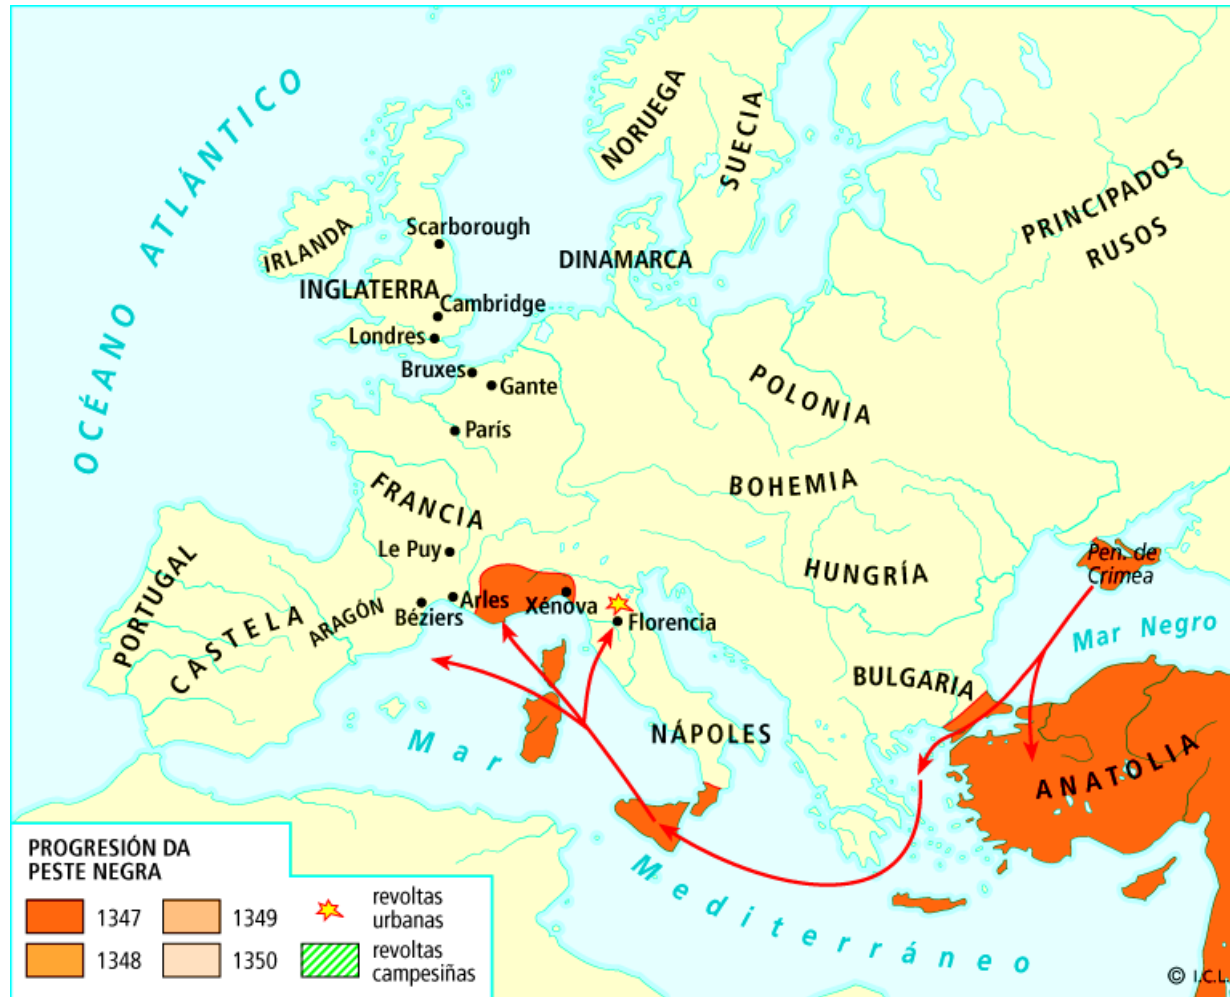 OCÉANO ATLÁNTICO
NORUEGA
SUECIA
PRINCIPADOS
RUSOS
IRLANDA
Scarborough
DINAMARCA
INGLATERRA
Cambridge
Londres
Bruxes
Gante
POLONIA
París
BOHEMIA
FRANCIA
Le Puy
HUNGRÍA
Pen. de
Crimea
PORTUGAL
CASTELA
ARAGÓN
Béziers
Arles
Xénova
Florencia
Mar Negro
BULGARIA
NÁPOLES
ANATOLIA
Mar Mediterráneo
PROGRESIÓN DA
PESTE NEGRA
1347
1348
1349
1350
revoltas
urbanas
revoltas
campesiñas
© I.C.L.